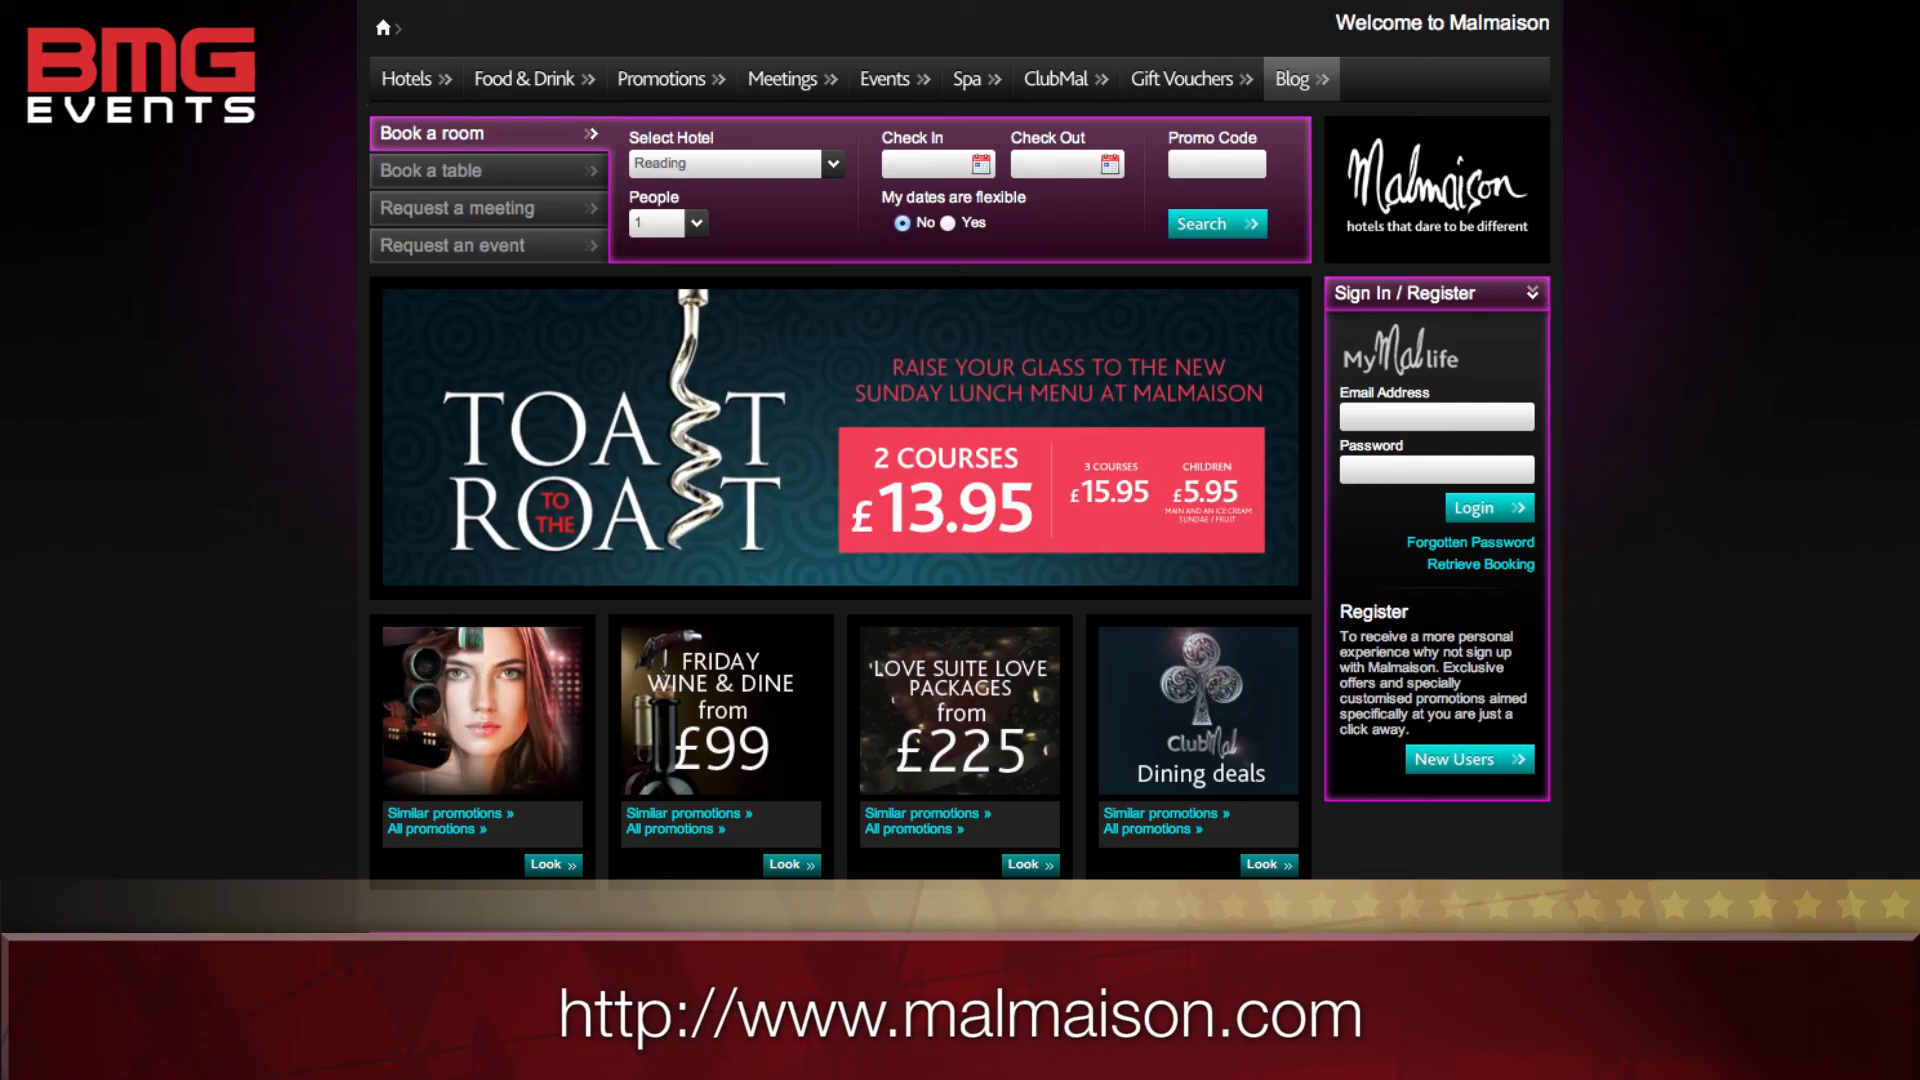 BMG
EVENTS
Welcome to Malmaison
Hotels Food & Drink Promotions Meetings Events Spa ClubMal Gift Vouchers Blog
Book a room
Book a table
Request a meeting
Request an event
Select Hotel
Reading
People
1
Check In
Check Out
My dates are flexible
No Yes
Promo Code
Search
Malmaison
hotels that dare to be different
TOAST
TO
THE
ROAST
RAISE YOUR GLASS TO THE NEW
SUNDAY LUNCH MENU AT MALMAISON
2 COURSES
£13.95
3 COURSES
£15.95
CHILDREN
£5.95
MAIN AND AN ICE CREAM
SUNDAE / FRUIT
Sign In / Register
My Mal life
Email Address
Password
Login
Forgotten Password
Retrieve Booking
Register
To receive a more personal
experience why not sign up
with Malmaison. Exclusive
offers and specially
customised promotions aimed
specifically at you are just a
click away.
New Users
Similar promotions »
All promotions »
Look »
FRIDAY
WINE & DINE
from
£99
Similar promotions »
All promotions »
Look »
LOVE SUITE LOVE
PACKAGES
from
£225
Similar promotions »
All promotions »
Look »
ClubMal
Dining deals
Similar promotions »
All promotions »
Look »
http://www.malmaison.com